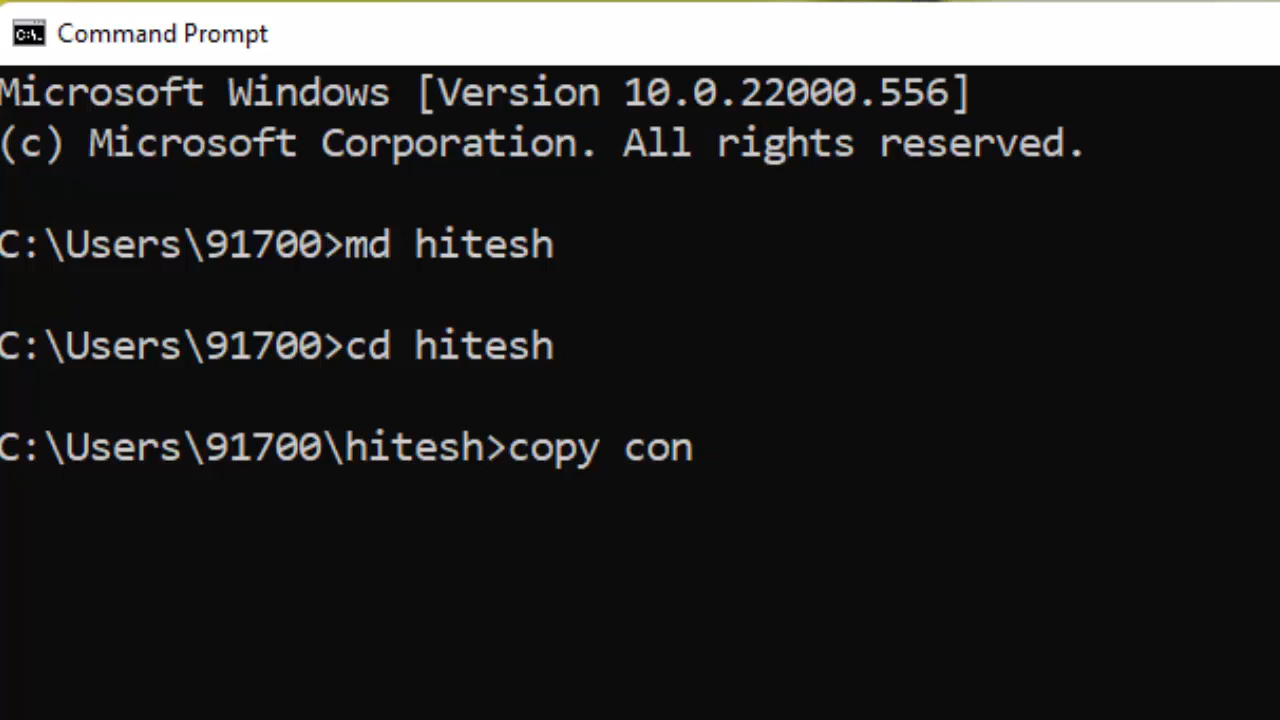 Command Prompt
Microsoft Windows [Version 10.0.22000.556]
(c) Microsoft Corporation. All rights reserved.
C:\Users\91700>md hitesh
C:\Users\91700>cd hitesh
C:\Users\91700\hitesh>copy con